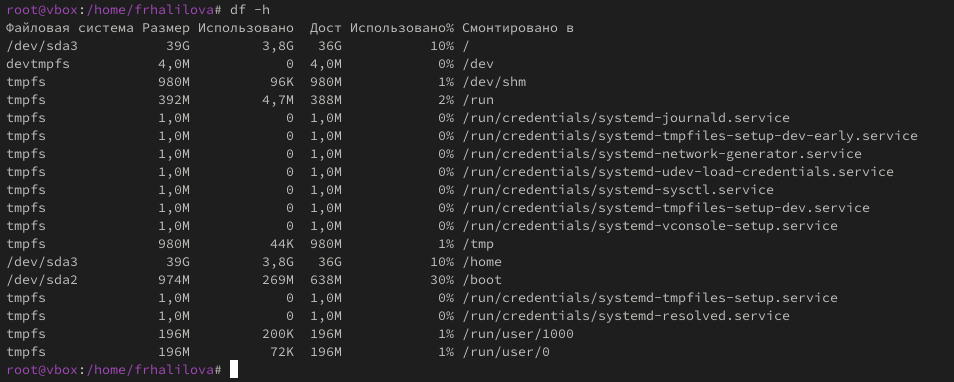 root@vbox:/home/frhalilova# df -h
Файловая система Размер Использовано  Дост Использовано% Смонтировано в
/dev/sda3           39G         3,8G   36G           10% /
devtmpfs           4,0M            0  4,0M            0% /dev
tmpfs              980M          96K  980M            1% /dev/shm
tmpfs              392M         4,7M  388M            2% /run
tmpfs              1,0M            0  1,0M            0% /run/credentials/systemd-journald.service
tmpfs              1,0M            0  1,0M            0% /run/credentials/systemd-tmpfiles-setup-dev-early.service
tmpfs              1,0M            0  1,0M            0% /run/credentials/systemd-network-generator.service
tmpfs              1,0M            0  1,0M            0% /run/credentials/systemd-udev-load-credentials.service
tmpfs              1,0M            0  1,0M            0% /run/credentials/systemd-sysctl.service
tmpfs              1,0M            0  1,0M            0% /run/credentials/systemd-tmpfiles-setup-dev.service
tmpfs              1,0M            0  1,0M            0% /run/credentials/systemd-vconsole-setup.service
tmpfs              980M          44K  980M            1% /tmp
/dev/sda3           39G         3,8G   36G           10% /home
/dev/sda2          974M         269M  638M           30% /boot
tmpfs              1,0M            0  1,0M            0% /run/credentials/systemd-tmpfiles-setup.service
tmpfs              1,0M            0  1,0M            0% /run/credentials/systemd-resolved.service
tmpfs              196M         200K  196M            1% /run/user/1000
tmpfs              196M          72K  196M            1% /run/user/0
root@vbox:/home/frhalilova#